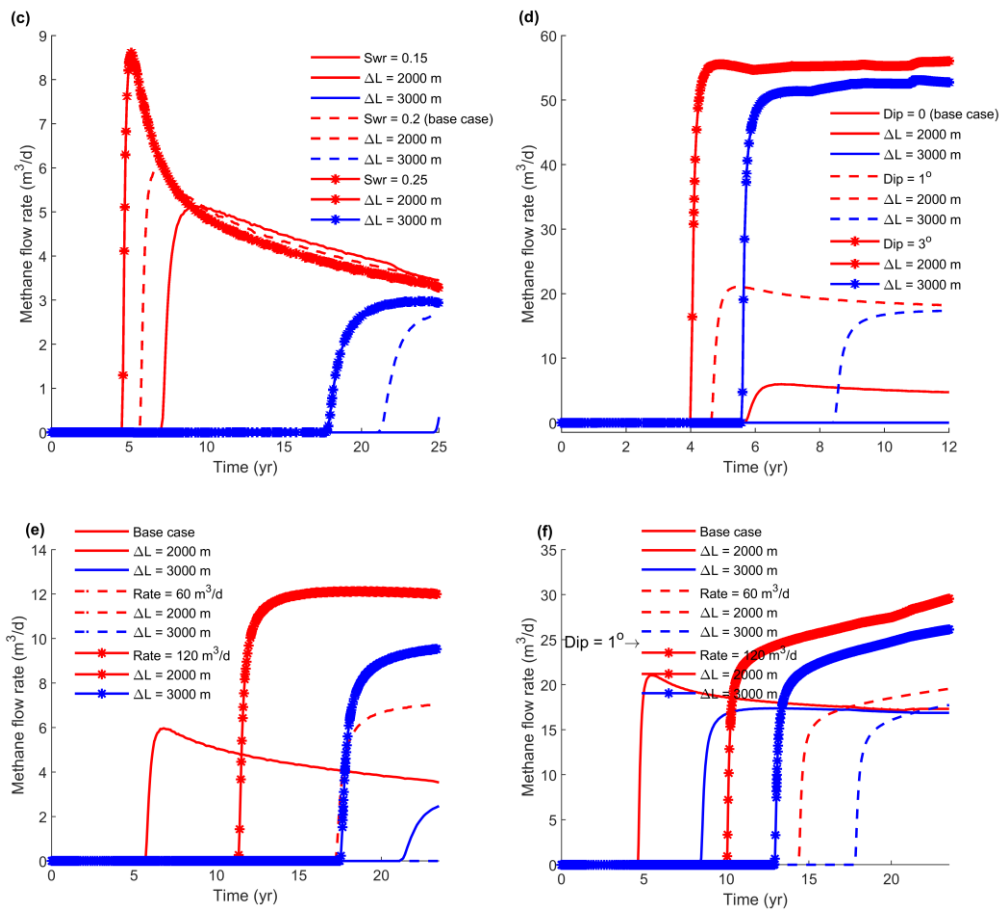 (c)
Methane flow rate (m³/d)
9
8
7
6
5
4
3
2
1
0
Swr = 0.15
ΔL = 2000 m
ΔL = 3000 m
Swr = 0.2 (base case)
ΔL = 2000 m
ΔL = 3000 m
Swr = 0.25
ΔL = 2000 m
ΔL = 3000 m
0 5 10 15 20 25
Time (yr)
(d)
Methane flow rate (m³/d)
60
50
40
30
20
10
0
Dip = 0 (base case)
ΔL = 2000 m
ΔL = 3000 m
Dip = 1°
ΔL = 2000 m
ΔL = 3000 m
Dip = 3°
ΔL = 2000 m
ΔL = 3000 m
0 2 4 6 8 10 12
Time (yr)
(e)
Methane flow rate (m³/d)
14
12
10
8
6
4
2
0
Base case
ΔL = 2000 m
ΔL = 3000 m
Rate = 60 m³/d
ΔL = 2000 m
ΔL = 3000 m
Rate = 120 m³/d
ΔL = 2000 m
ΔL = 3000 m
0 5 10 15 20
Time (yr)
(f)
Methane flow rate (m³/d)
35
30
25
20
15
10
5
0
Base case
ΔL = 2000 m
ΔL = 3000 m
Rate = 60 m³/d
ΔL = 2000 m
ΔL = 3000 m
Dip = 1°→
Rate = 120 m³/d
ΔL = 2000 m
ΔL = 3000 m
0 5 10 15 20
Time (yr)